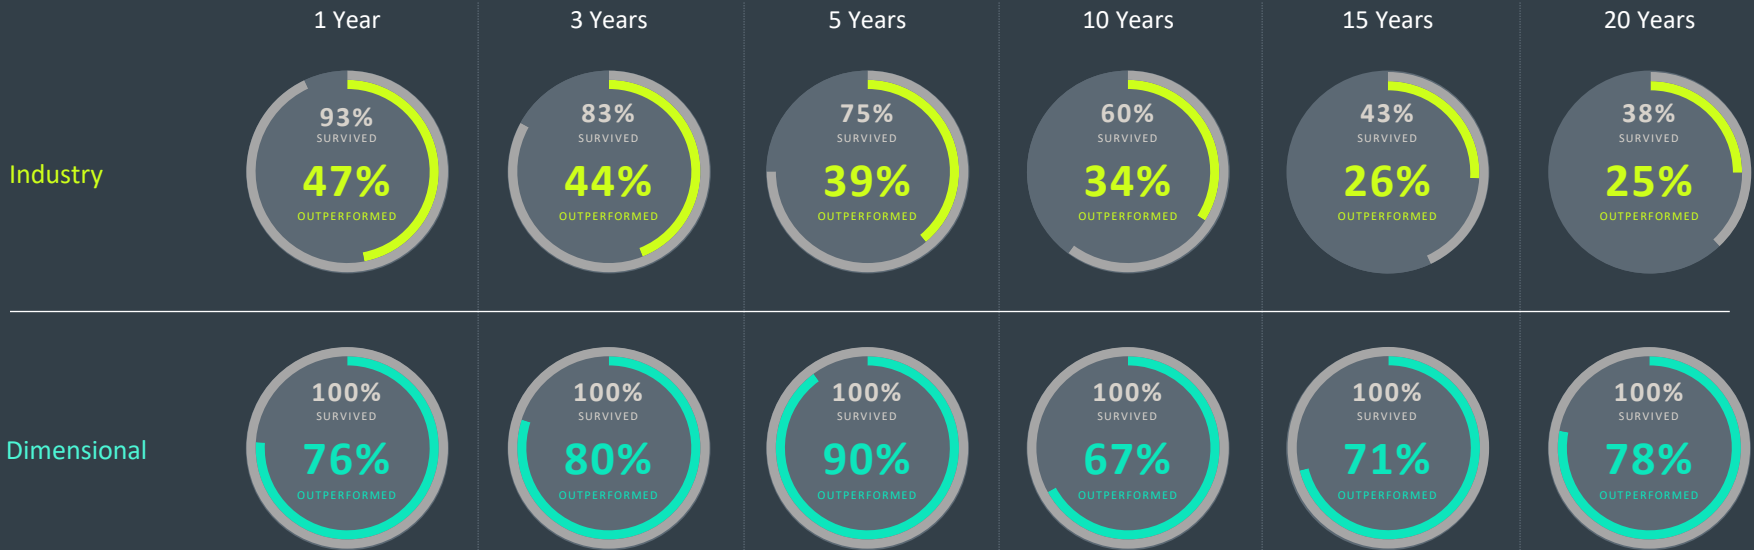 1 Year 3 Years 5 Years 10 Years 15 Years 20 Years
93% 83% 75% 60% 43% 38%
SURVIVED SURVIVED SURVIVED SURVIVED SURVIVED SURVIVED
Industry 47% 44% 39% 34% 26% 25%
OUTPERFORMED OUTPERFORMED OUTPERFORMED OUTPERFORMED OUTPERFORMED OUTPERFORMED
100% 100% 100% 100% 100% 100%
SURVIVED SURVIVED SURVIVED SURVIVED SURVIVED SURVIVED
Dimensional 76% 80% 90% 67% 71% 78%
OUTPERFORMED OUTPERFORMED OUTPERFORMED OUTPERFORMED OUTPERFORMED OUTPERFORMED